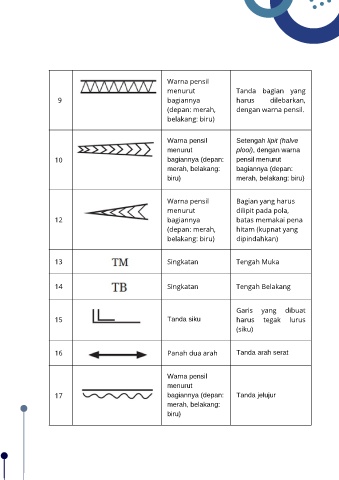 9
Warna pensil
menurut
bagiannya
(depan: merah,
belakang: biru)
Tanda bagian yang
harus dilebarkan,
dengan warna pensil.
10
Warna pensil
menurut
bagiannya (depan:
merah, belakang:
biru)
Setengah lipit (halve
plooi), dengan warna
pensil menurut
bagiannya (depan:
merah, belakang: biru)
12
Warna pensil
menurut
bagiannya
(depan: merah,
belakang: biru)
Bagian yang harus
dilipit pada pola,
batas memakai pena
hitam (kupnat yang
dipindahkan)
13
TM
Singkatan
Tengah Muka
14
TB
Singkatan
Tengah Belakang
15
Tanda siku
Garis yang dibuat
harus tegak lurus
(siku)
16
Panah dua arah
Tanda arah serat
17
Warna pensil
menurut
bagiannya (depan:
merah, belakang:
biru)
Tanda jelujur